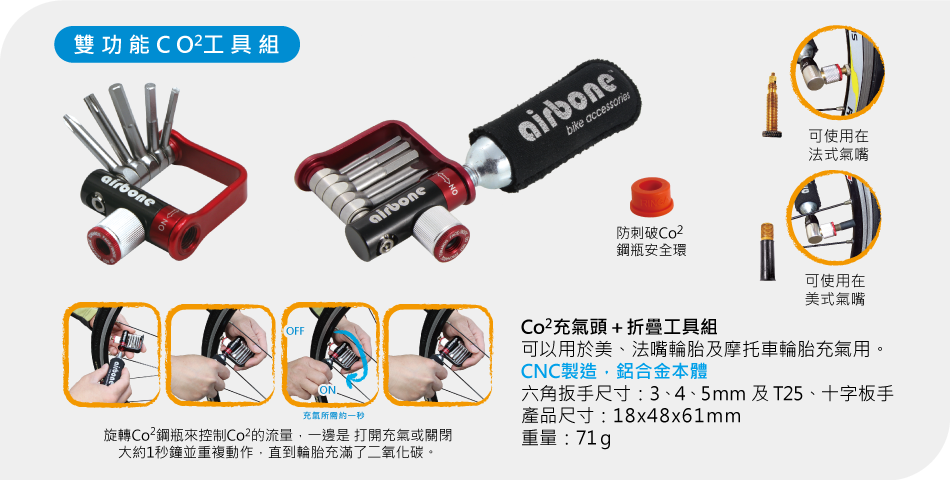 雙功能CO²工具組
airbone
ON
airbone
ON
airbone™
bike accessories
防刺破Co²
鋼瓶安全環
可使用在
法式氣嘴
可使用在
美式氣嘴
OFF
ON
充氣所需約一秒
旋轉Co²鋼瓶來控制Co²的流量，一邊是 打開充氣或關閉
大約1秒鐘並重複動作，直到輪胎充滿了二氧化碳。
Co²充氣頭＋折疊工具組
可以用於美、法嘴輪胎及摩托車輪胎充氣用。
CNC製造，鋁合金本體
六角扳手尺寸：3、4、5mm 及 T25、十字板手
產品尺寸：18x48x61mm
重量：71g